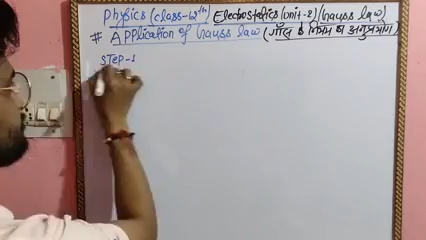 Physics (class-12th) Electrostatics (unit-2) (Gauss law)
# Application of Gauss law (गॉस के नियम के अनुप्रयोग)
STEP-1